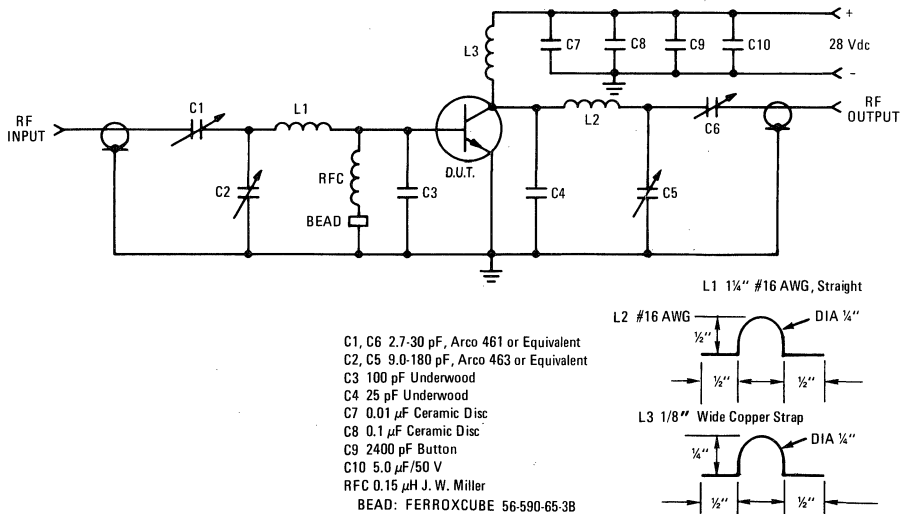 +
L3
C7
C8
C9
C10
28 Vdc
–
RF
INPUT
C1
L1
L2
C6
RF
OUTPUT
D.U.T.
C2
RFC
BEAD
C3
C4
C5
L1 1¼" #16 AWG, Straight
L2 #16 AWG
DIA ¼"
½"
½"
½"
L3 1/8" Wide Copper Strap
DIA ¼"
¼"
½"
½"
C1, C6 2.7-30 pF, Arco 461 or Equivalent
C2, C5 9.0-180 pF, Arco 463 or Equivalent
C3 100 pF Underwood
C4 25 pF Underwood
C7 0.01 µF Ceramic Disc
C8 0.1 µF Ceramic Disc
C9 2400 pF Button
C10 5.0 µF/50 V
RFC 0.15 µH J. W. Miller
BEAD: FERROXCUBE 56-590-65-3B